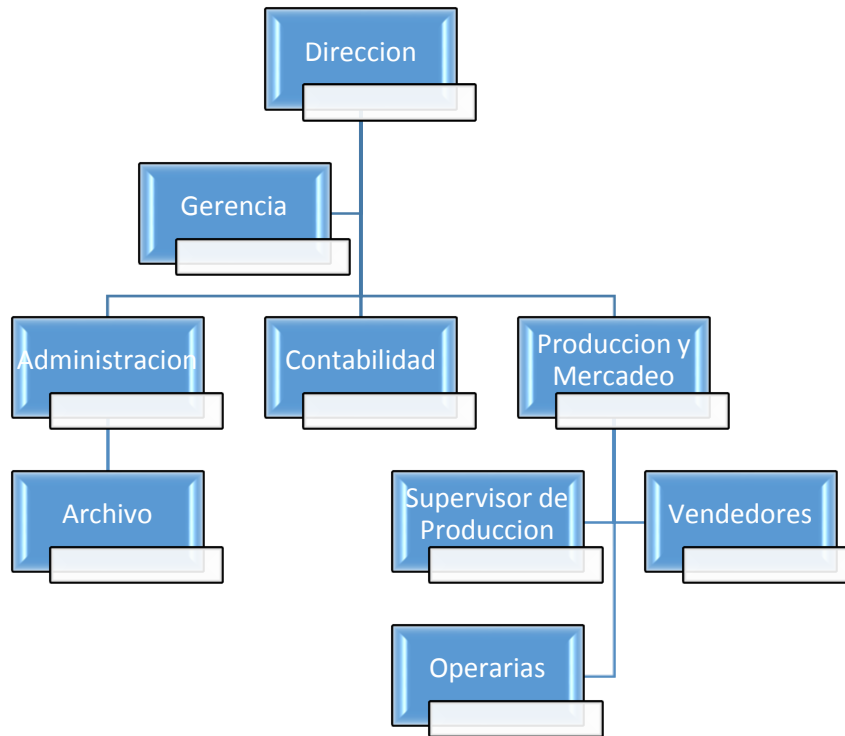 Direccion
Gerencia
Administracion
Contabilidad
Produccion y
Mercadeo
Archivo
Supervisor de
Produccion
Vendedores
Operarias